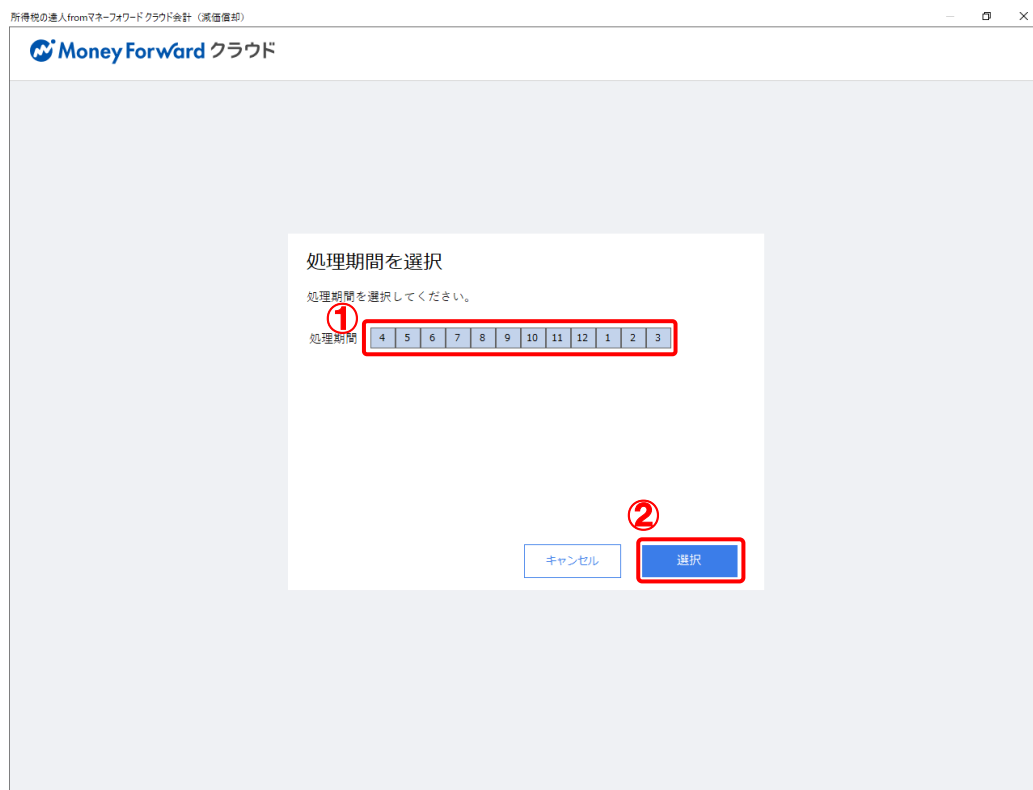 所得税の達人fromマネーフォワードクラウド会計（減価償却）
Money Forward クラウド
処理期間を選択
処理期間を選択してください。
①
処理期間 4 5 6 7 8 9 10 11 12 1 2 3
②
キャンセル 選択